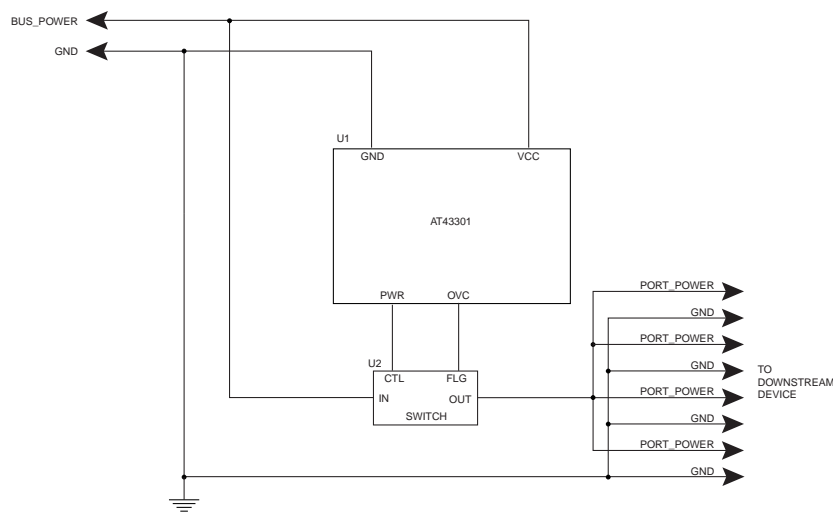 BUS_POWER
GND
U1
GND VCC
AT43301
PWR OVC
U2
CTL FLG
IN OUT
SWITCH
PORT_POWER
GND
PORT_POWER
GND
PORT_POWER
GND
PORT_POWER
GND
TO
DOWNSTREAM
DEVICE